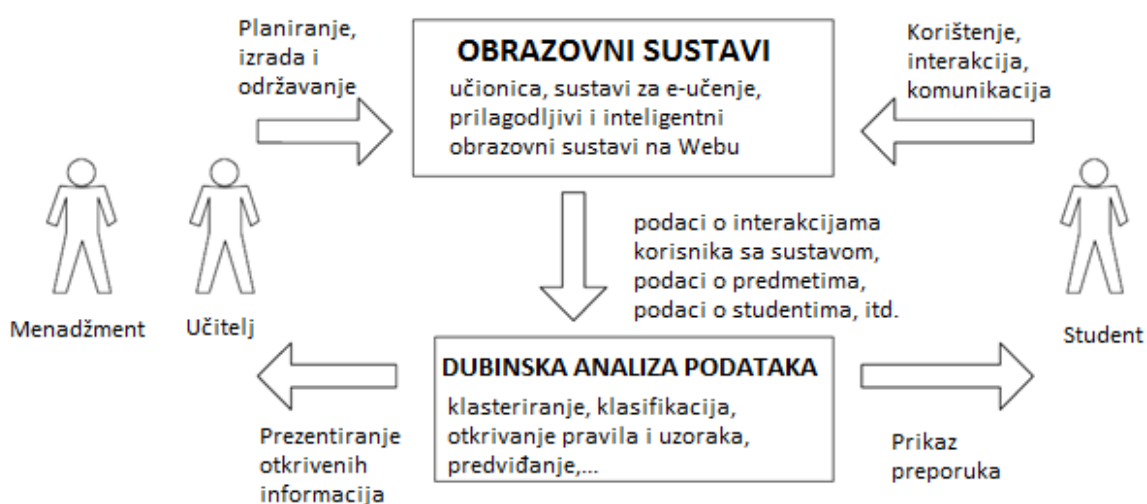 Planiranje,
izrada i
održavanje
OBRAZOVNI SUSTAVI
učionica, sustavi za e-učenje,
prilagodljivi i inteligentni
obrazovni sustavi na Webu
Korištenje,
interakcija,
komunikacija
podaci o interakcijama
korisnika sa sustavom,
podaci o predmetima,
podaci o studentima, itd.
Menadžment
Učitelj
Student
DUBINSKA ANALIZA PODATAKA
klasteriranje, klasifikacija,
otkrivanje pravila i uzoraka,
predviđanje,...
Prezentiranje
otkrivenih
informacija
Prikaz
preporuka